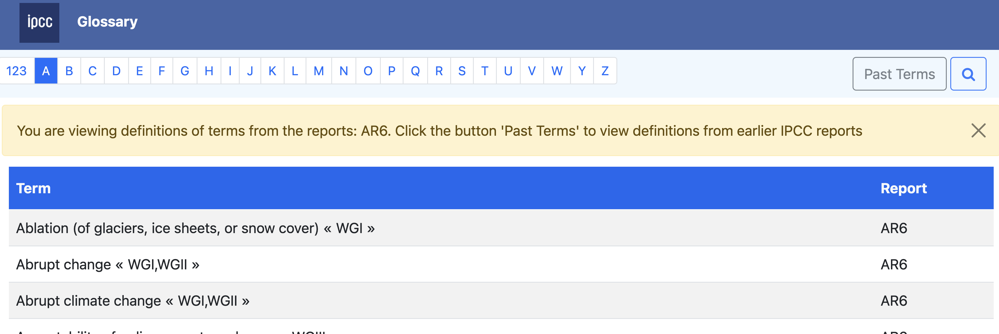 ipcc Glossary
123 A B C D E F G H I J K L M N O P Q R S T U V W Y Z Past Terms
You are viewing definitions of terms from the reports: AR6. Click the button 'Past Terms' to view definitions from earlier IPCC reports
Term Report
Ablation (of glaciers, ice sheets, or snow cover) « WGI » AR6
Abrupt change « WGI,WGII » AR6
Abrupt climate change « WGI,WGII » AR6